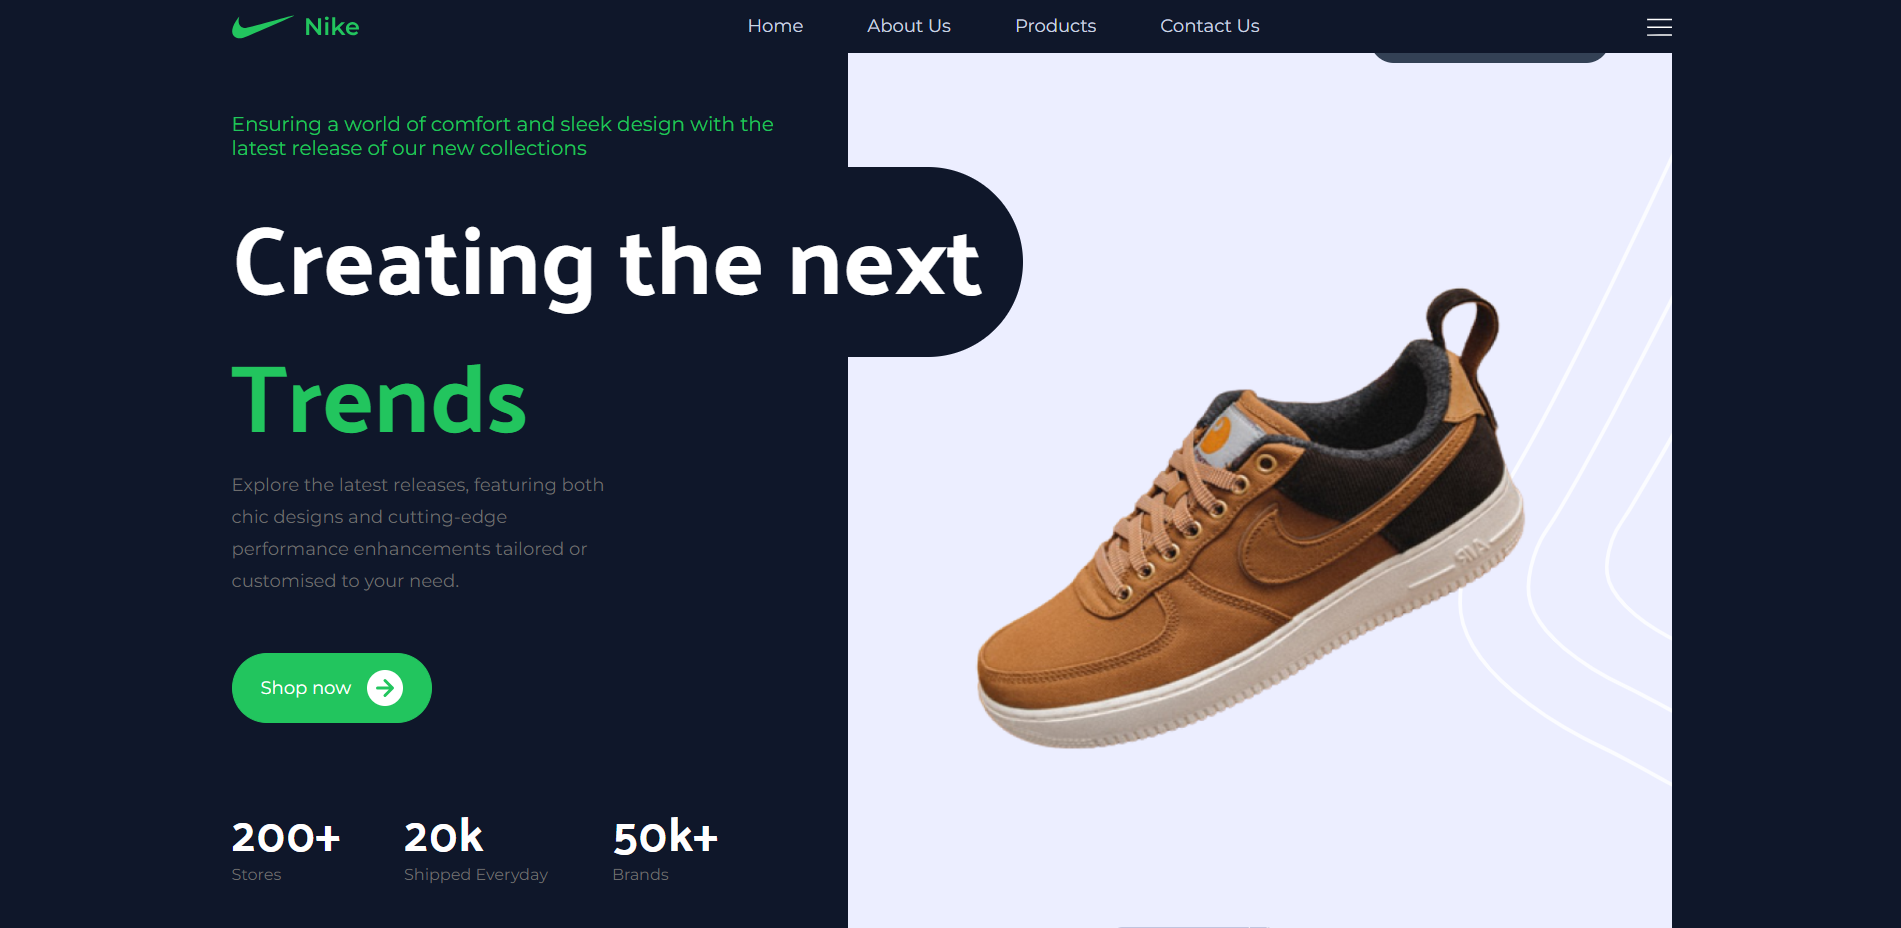 Nike
Home
About Us
Products
Contact Us
Ensuring a world of comfort and sleek design with the
latest release of our new collections
Creating the next
Trends
Explore the latest releases, featuring both
chic designs and cutting-edge
performance enhancements tailored or
customised to your need.
Shop now
200+
Stores
20k
Shipped Everyday
50k+
Brands
AIR